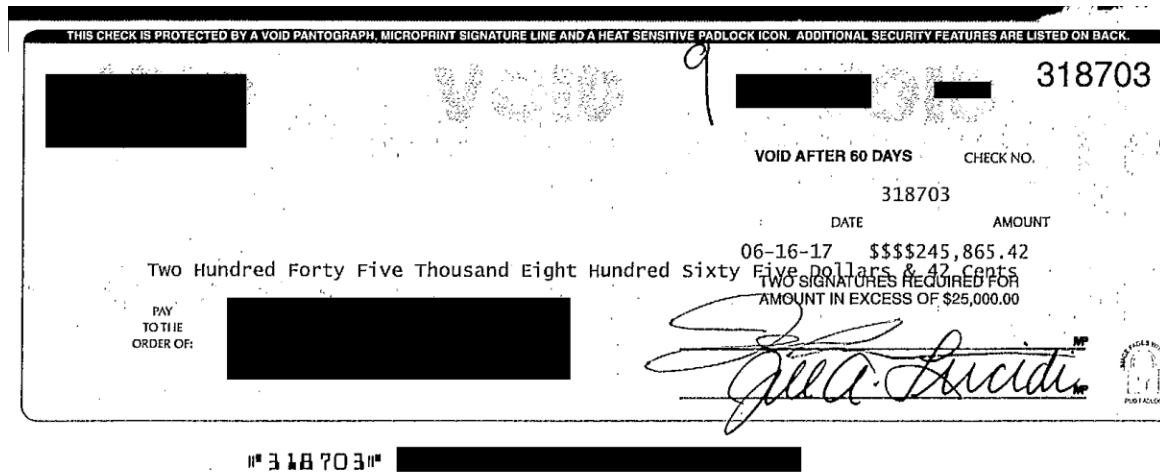 THIS CHECK IS PROTECTED BY A VOID PANTOGRAPH, MICROPRINT SIGNATURE LINE AND A HEAT SENSITIVE PADLOCK ICON. ADDITIONAL SECURITY FEATURES ARE LISTED ON BACK.
VOID
318703
VOID AFTER 60 DAYS CHECK NO.
318703
DATE AMOUNT
06-16-17 $$$$245,865.42
Two Hundred Forty Five Thousand Eight Hundred Sixty Five Dollars & 42 Cents
TWO SIGNATURES REQUIRED FOR
AMOUNT IN EXCESS OF $25,000.00
PAY
TO THE
ORDER OF:
MP
Jill A. Lucidi
MP
⑈318703⑈